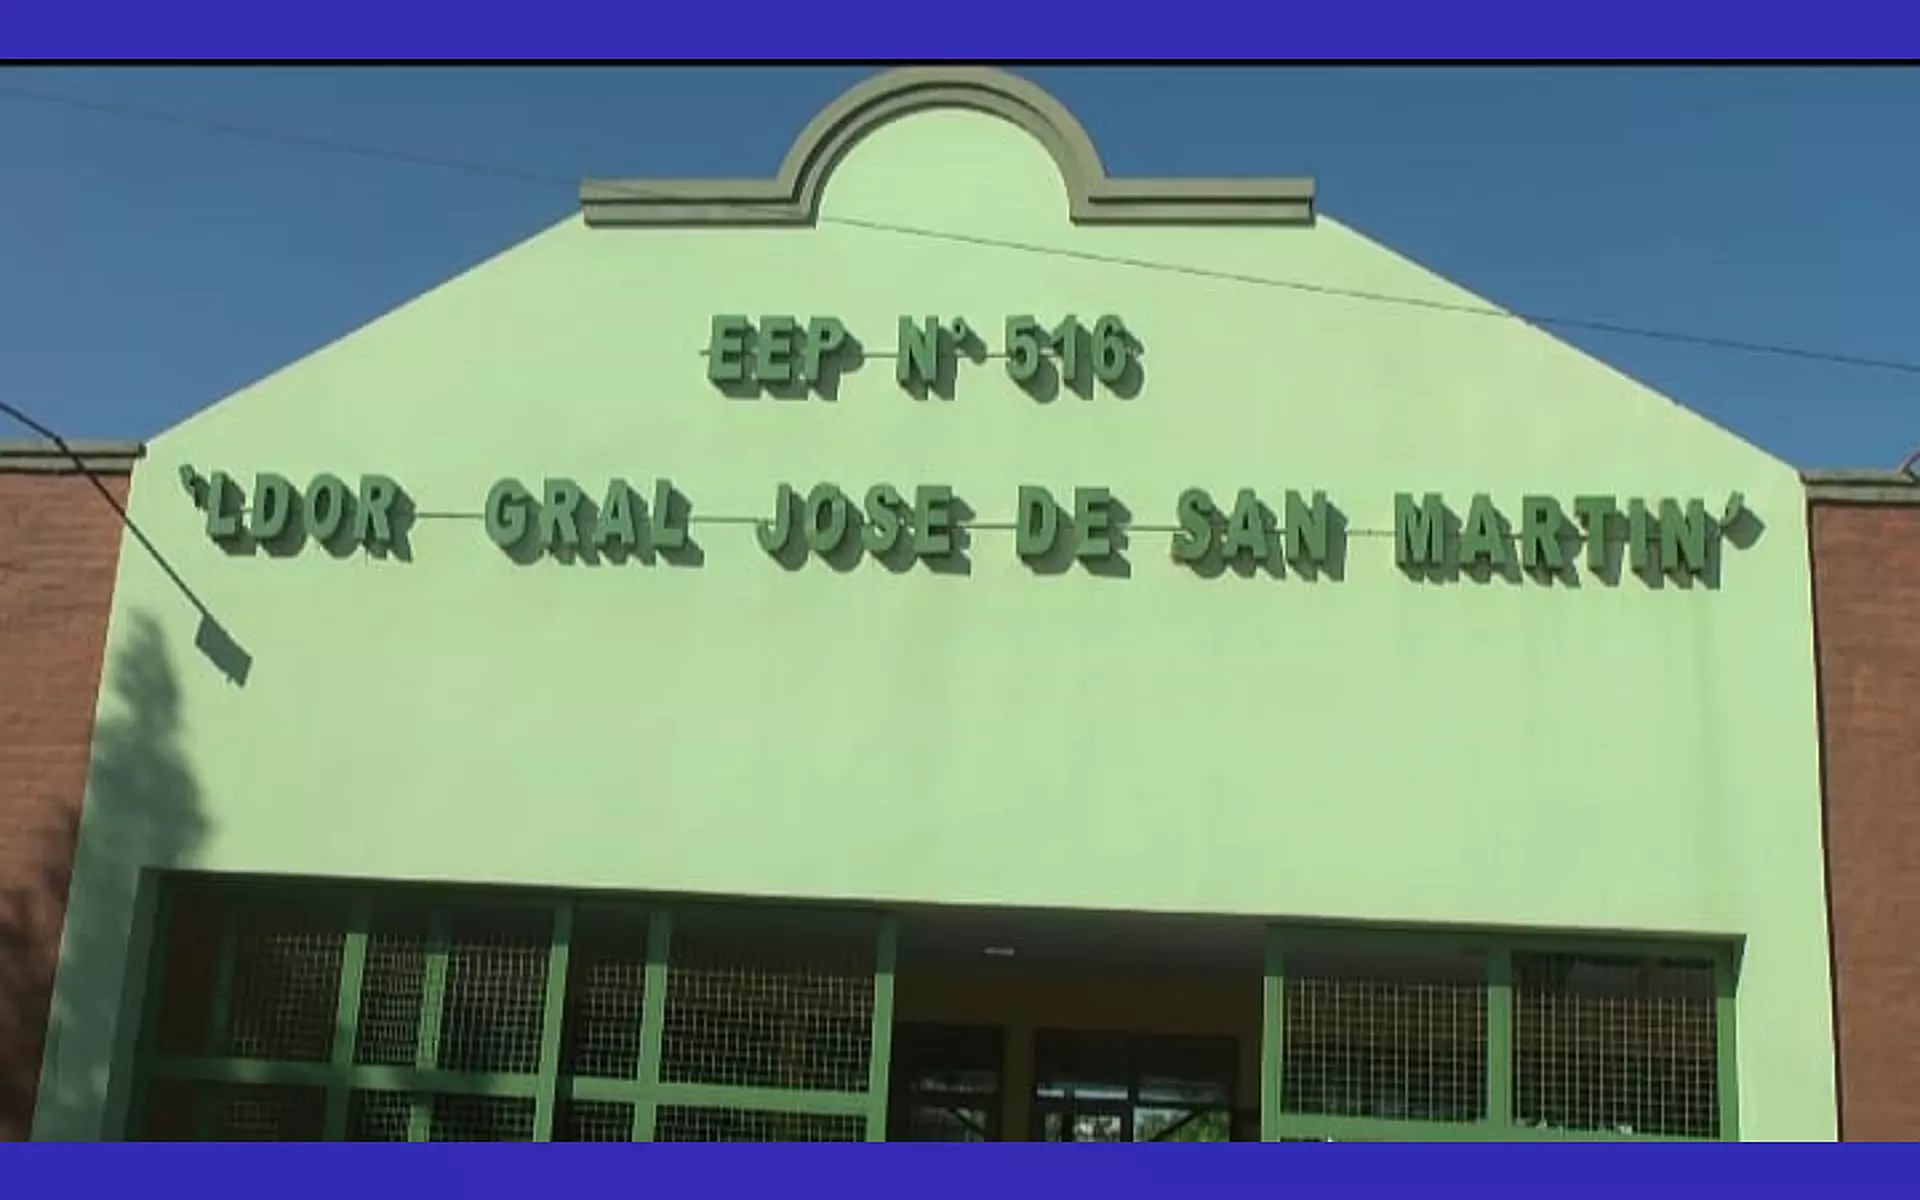 EEP N° 516
"LDOR GRAL JOSE DE SAN MARTIN"